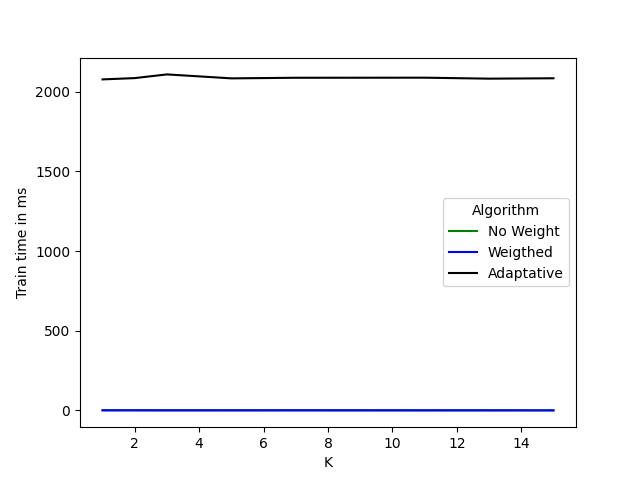 2000
1500
1000
500
0
Train time in ms
Algorithm
No Weight
Weigthed
Adaptative
2 4 6 8 10 12 14
K